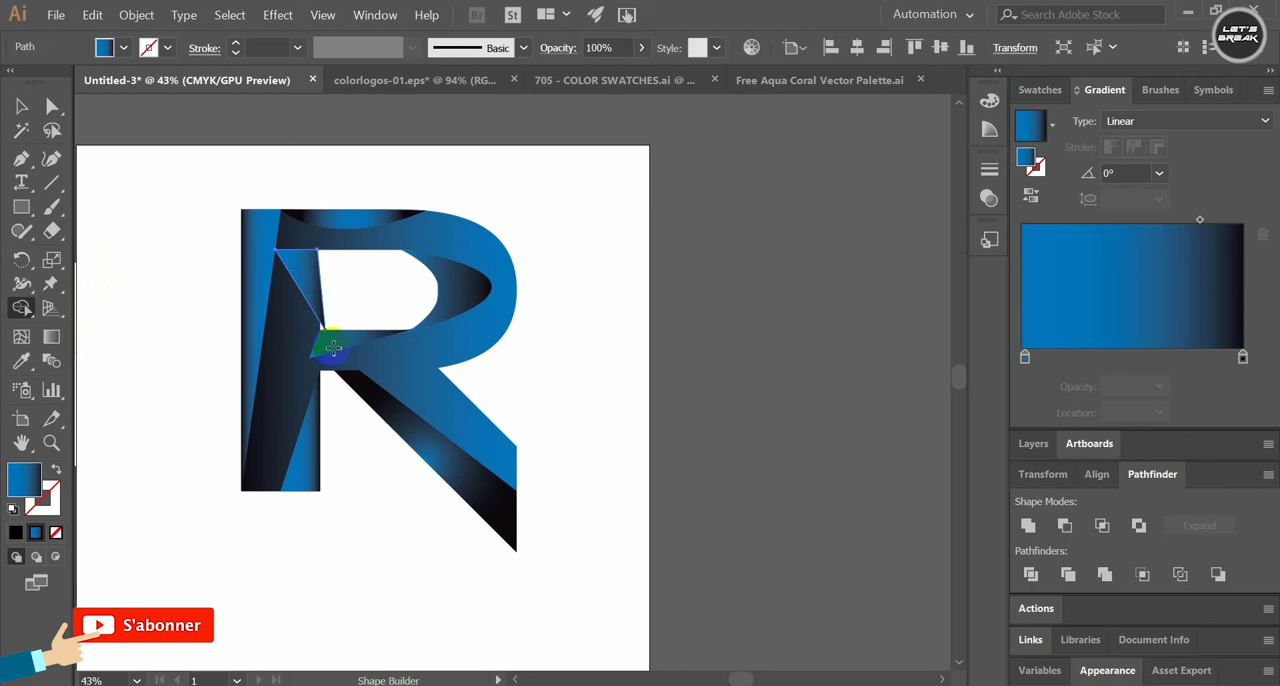 Ai File Edit Object Type Select Effect View Window Help Br St Automation Search Adobe Stock
LET'S
BREAK
Path Stroke: Basic Opacity: 100% Style: Transform
Untitled-3* @ 43% (CMYK/GPU Preview) × colorlogos-01.eps* @ 94% (RG... × 705 - COLOR SWATCHES.ai @ ... × Free Aqua Coral Vector Palette.ai ×
Swatches Gradient Brushes Symbols
Type: Linear
Stroke:
0°
R
Opacity:
Location:
Layers Artboards
Transform Align Pathfinder
Shape Modes:
Expand
Pathfinders:
Actions
S'abonner
Links Libraries Document Info
Variables Appearance Asset Export
43% 1 Shape Builder